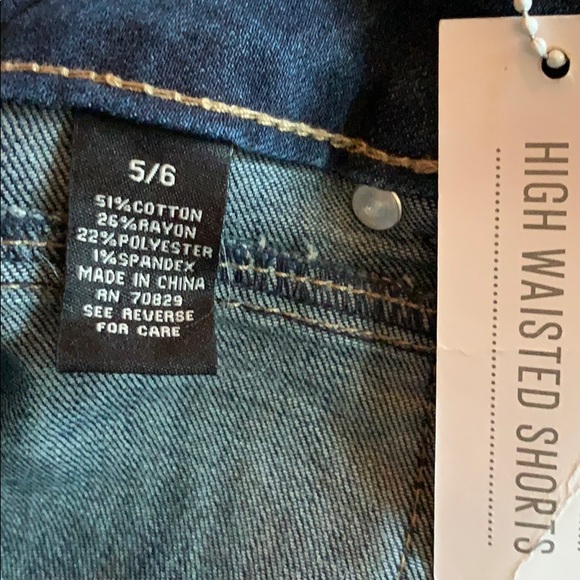 5/6
51%COTTON
26%RAYON
22%POLYESTER
1%SPANDEX
MADE IN CHINA
RN 70829
SEE REVERSE
FOR CARE
HIGH WAISTED SHORTS